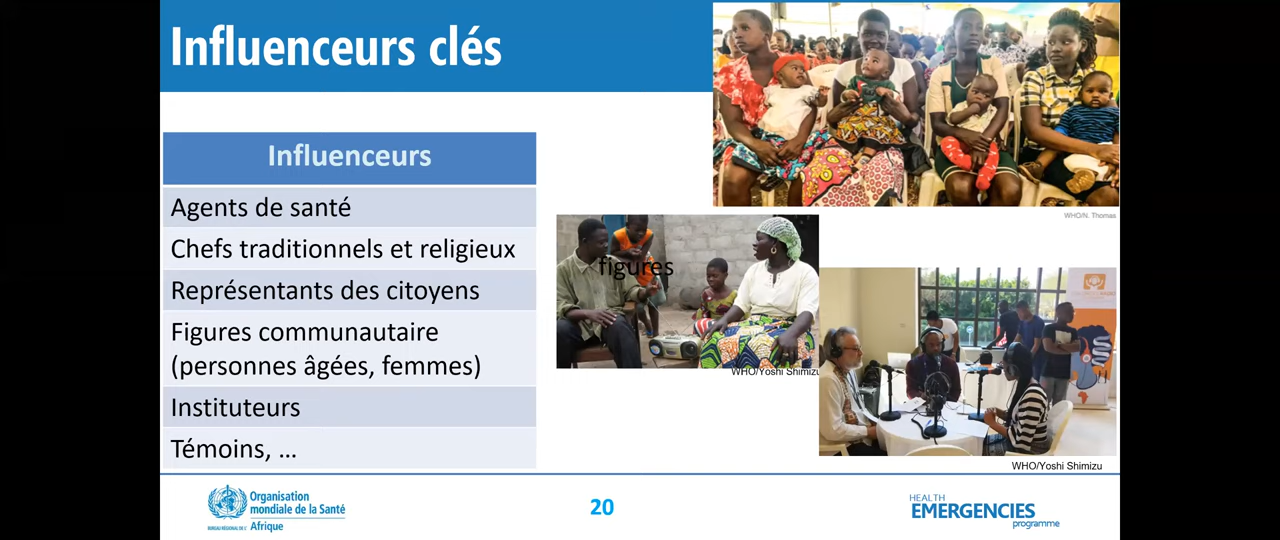 Influenceurs clés
Influenceurs
Agents de santé
Chefs traditionnels et religieux
Représentants des citoyens
Figures communautaire
(personnes âgées, femmes)
Instituteurs
Témoins, ...
WHO/N. Thomas
figures
WHO/Yoshi Shimizu
WHO/Yoshi Shimizu
Organisation
mondiale de la Santé
BUREAU RÉGIONAL DE L' Afrique
20
HEALTH
EMERGENCIES
programme